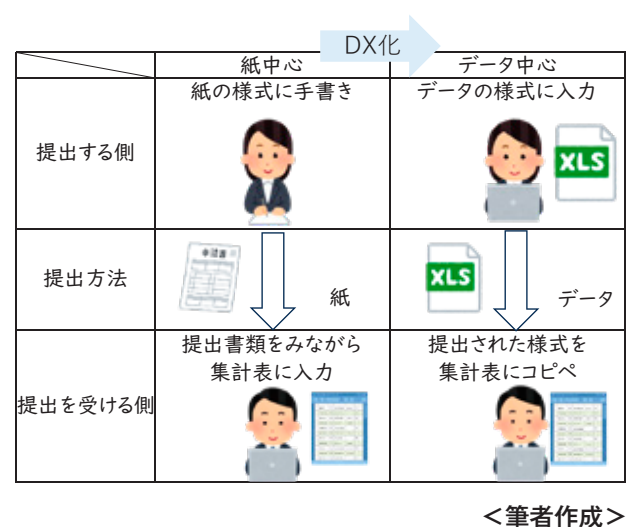 DX化
紙中心
データ中心
紙の様式に手書き
データの様式に入力
提出する側
XLS
提出方法
申請書
紙
XLS
データ
提出書類をみながら
集計表に入力
提出された様式を
集計表にコピペ
提出を受ける側
＜筆者作成＞